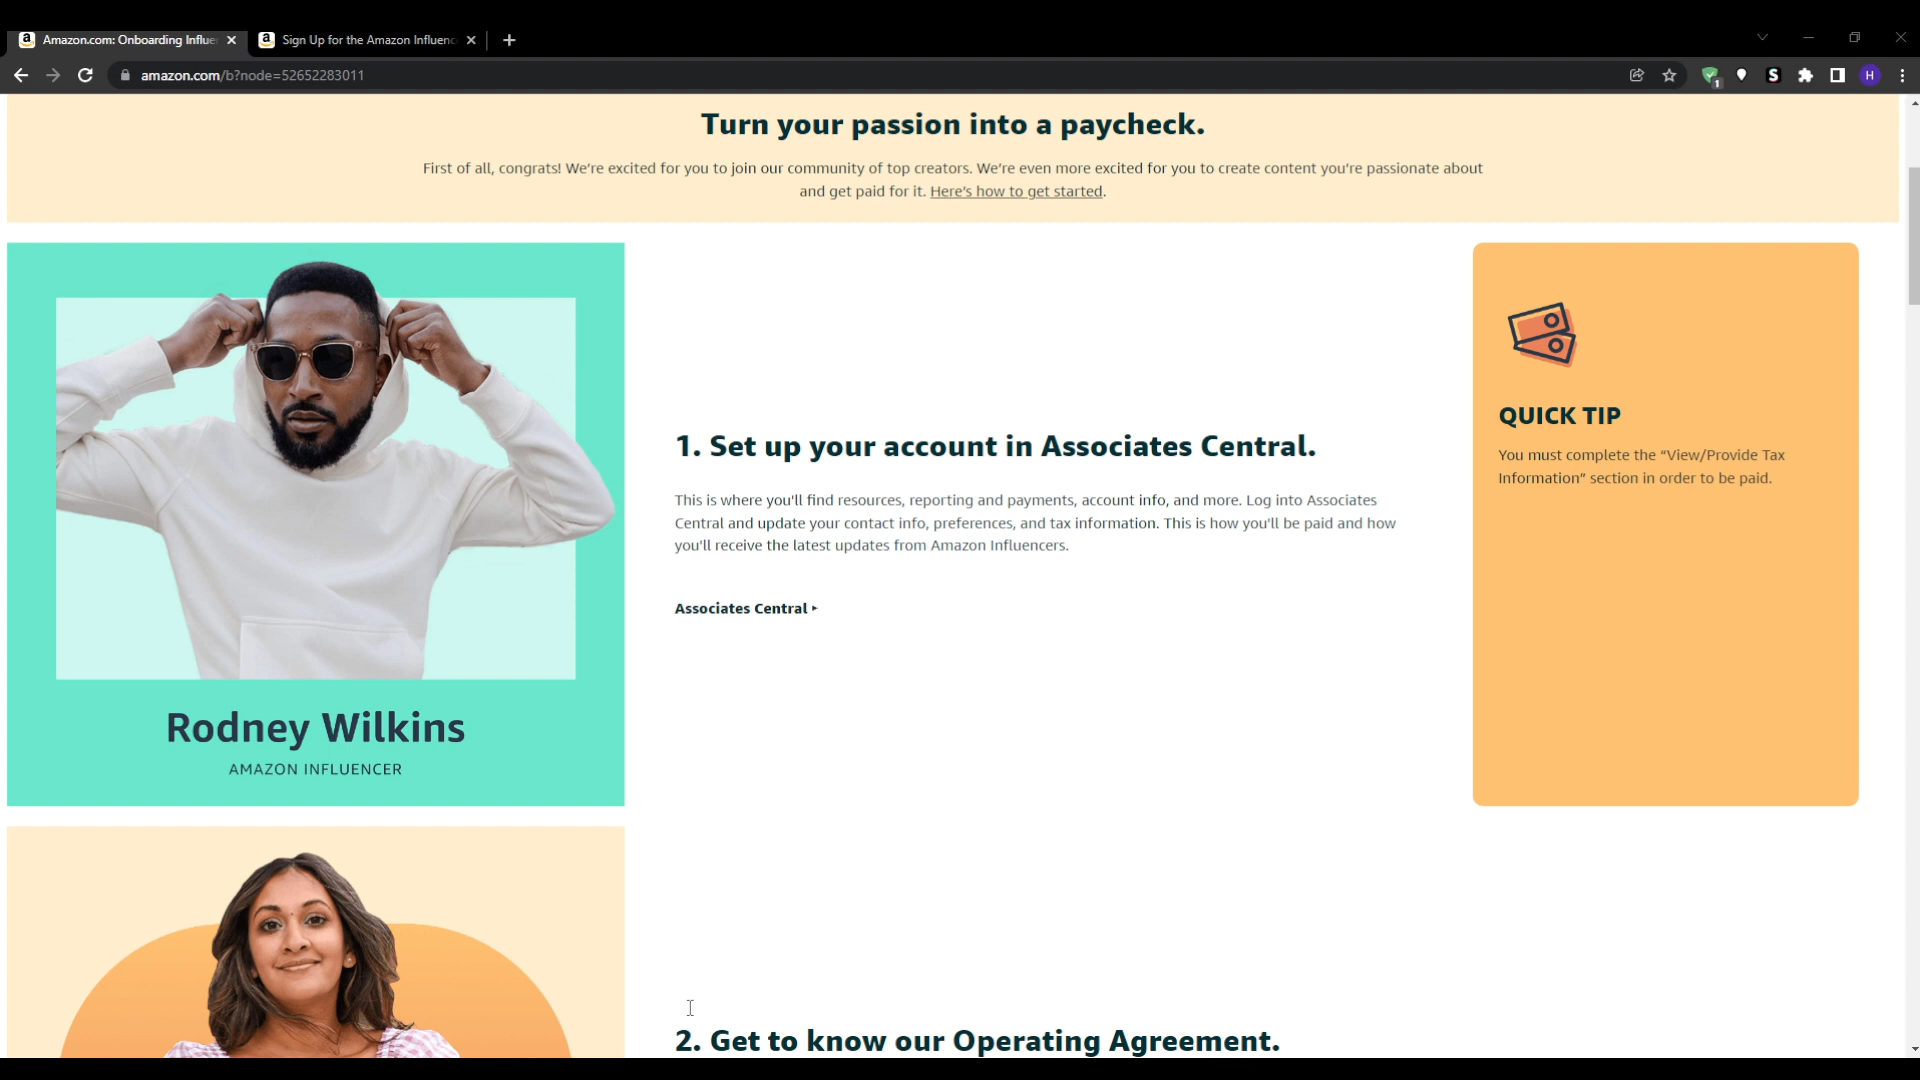 Amazon.com: Onboarding Influe
Sign Up for the Amazon Influenc
amazon.com/b?node=52652283011
1
S
H
Turn your passion into a paycheck.
First of all, congrats! We're excited for you to join our community of top creators. We're even more excited for you to create content you're passionate about
and get paid for it. Here's how to get started.
1. Set up your account in Associates Central.
This is where you'll find resources, reporting and payments, account info, and more. Log into Associates
Central and update your contact info, preferences, and tax information. This is how you'll be paid and how
you'll receive the latest updates from Amazon Influencers.
Associates Central ▸
QUICK TIP
You must complete the “View/Provide Tax
Information” section in order to be paid.
Rodney Wilkins
AMAZON INFLUENCER
2. Get to know our Operating Agreement.